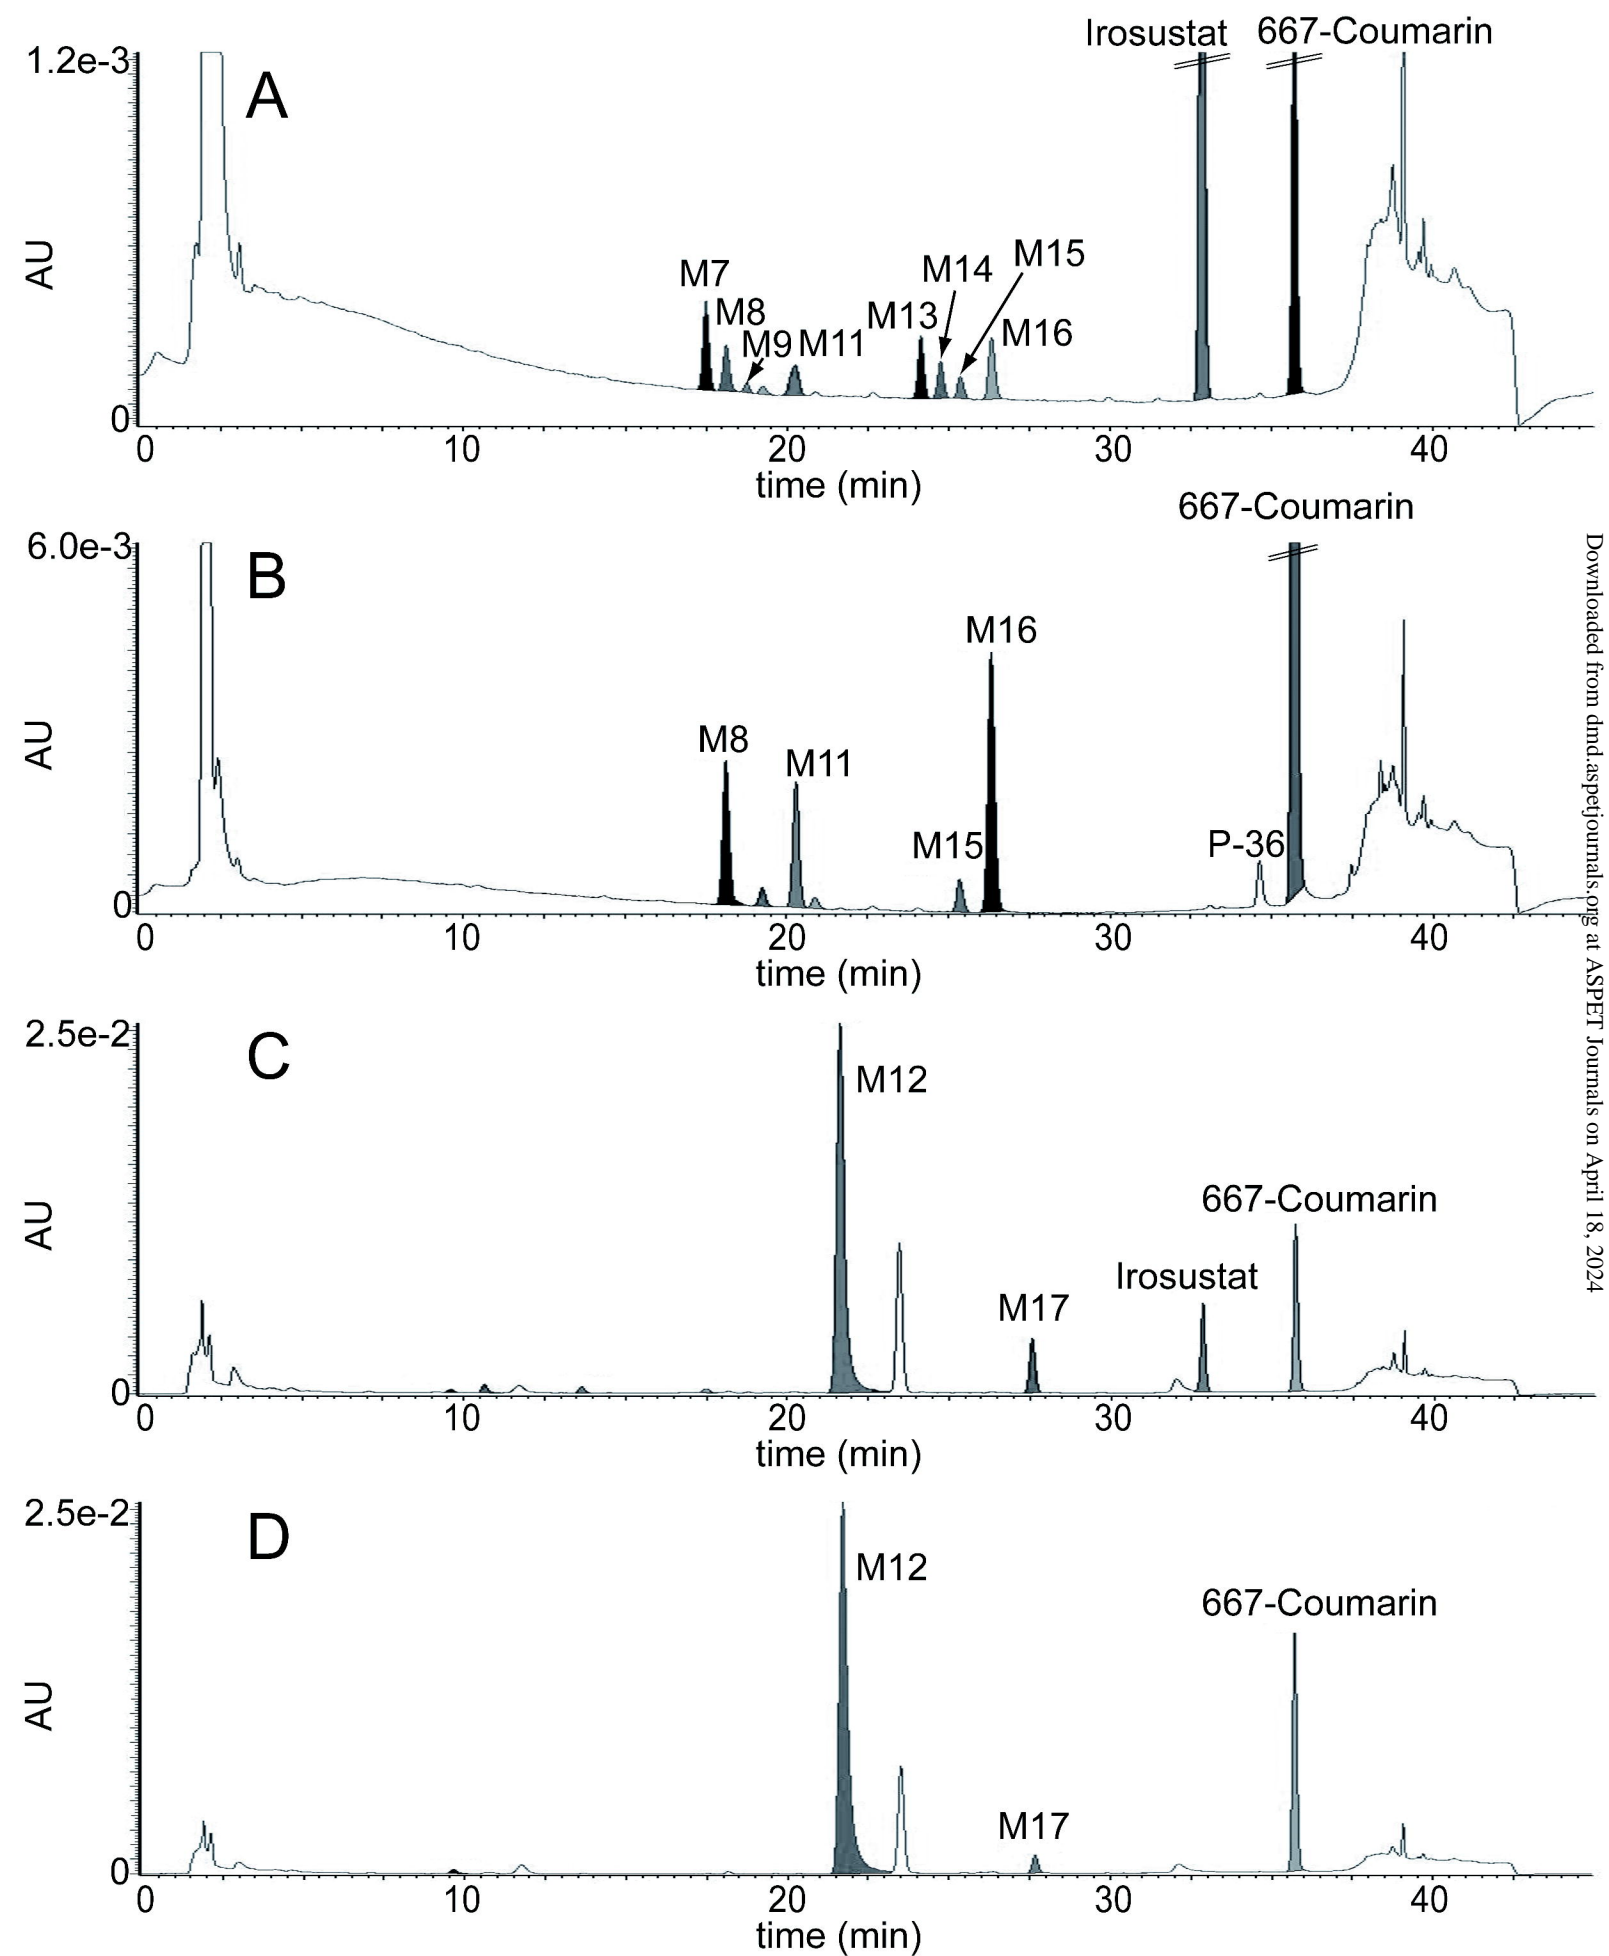 Irosustat 667-Coumarin
1.2e-3
A
AU
M7
M8
M9
M11
M13
M14
M15
M16
0
0 10 20 30 40
time (min)
667-Coumarin
6.0e-3
B
AU
M8
M11
M15
M16
P-36
0
0 10 20 30 40
time (min)
2.5e-2
C
AU
M12
M17
Irosustat
667-Coumarin
0
0 10 20 30 40
time (min)
2.5e-2
D
AU
M12
M17
667-Coumarin
0
0 10 20 30 40
time (min)
Downloaded from dmd.aspetjournals.org at ASPET Journals on April 18, 2024